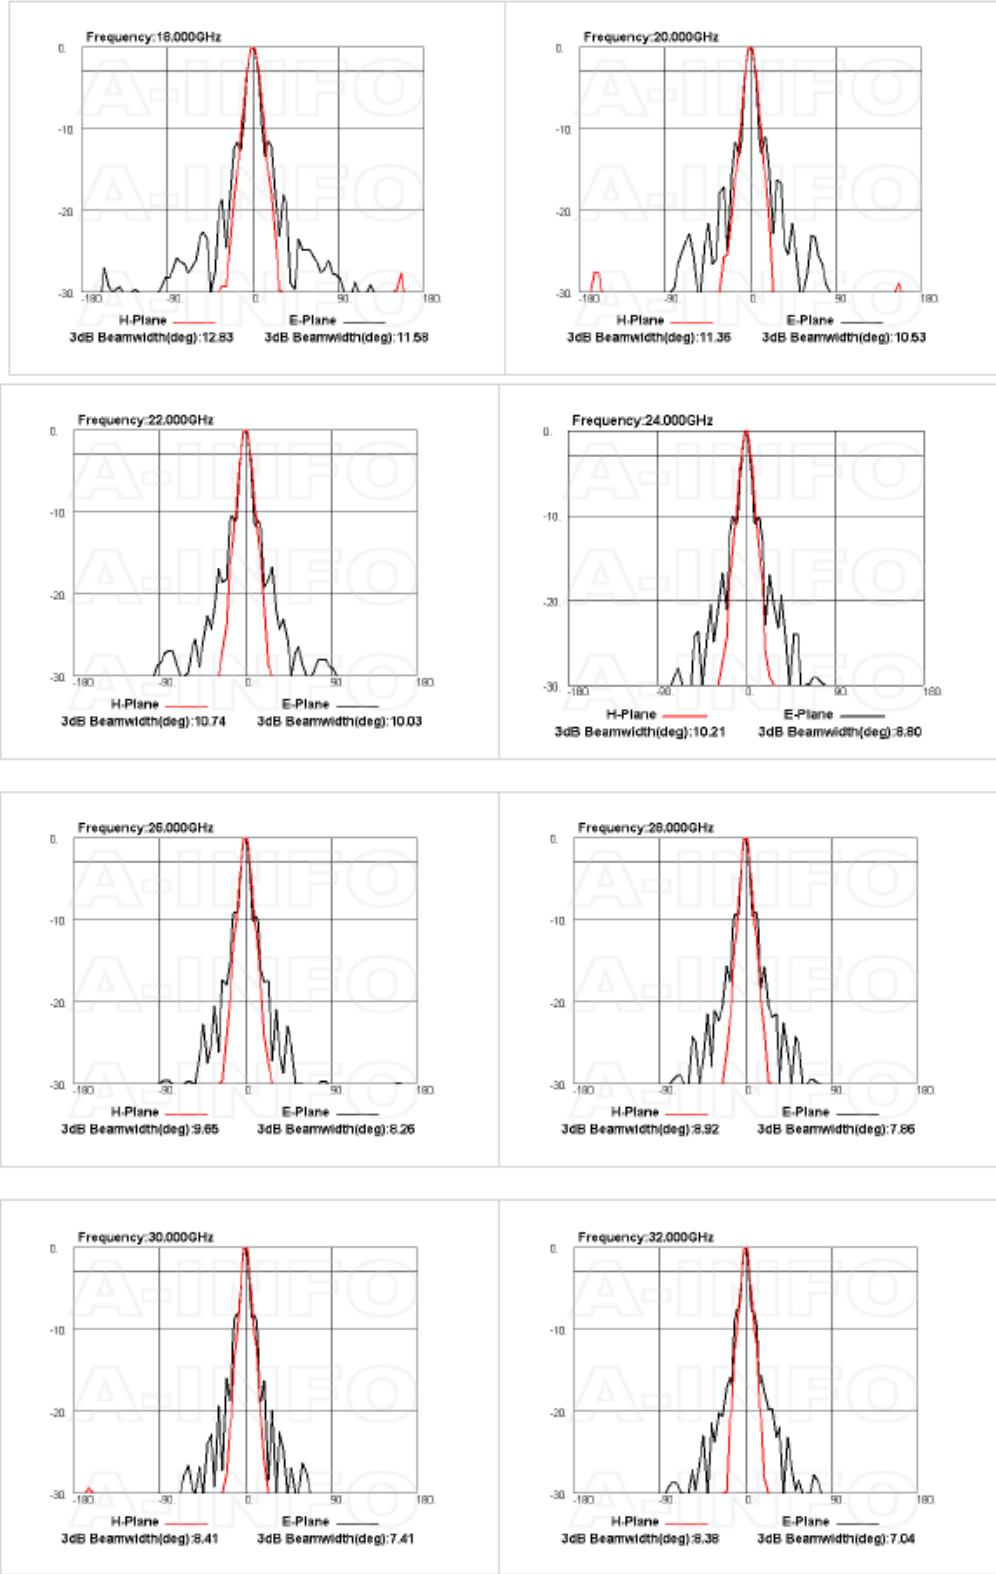 Frequency:18.000GHz
0.
-10.
-20.
-30.
-180. -90. 0. 90. 180.
H-Plane E-Plane
3dB Beamwidth(deg):12.83 3dB Beamwidth(deg):11.58
Frequency:20.000GHz
0.
-10.
-20.
-30.
-180. -90. 0. 90. 180.
H-Plane E-Plane
3dB Beamwidth(deg):11.36 3dB Beamwidth(deg):10.53
Frequency:22.000GHz
0.
-10.
-20.
-30.
-180. -90. 0. 90. 180.
H-Plane E-Plane
3dB Beamwidth(deg):10.74 3dB Beamwidth(deg):10.03
Frequency:24.000GHz
0.
-10.
-20.
-30.
-180. -90. 0. 90. 180.
H-Plane E-Plane
3dB Beamwidth(deg):10.21 3dB Beamwidth(deg):8.80
Frequency:26.000GHz
0.
-10.
-20.
-30.
-180. -90. 0. 90. 180.
H-Plane E-Plane
3dB Beamwidth(deg):9.65 3dB Beamwidth(deg):8.26
Frequency:28.000GHz
0.
-10.
-20.
-30.
-180. -90. 0. 90. 180.
H-Plane E-Plane
3dB Beamwidth(deg):8.92 3dB Beamwidth(deg):7.86
Frequency:30.000GHz
0.
-10.
-20.
-30.
-180. -90. 0. 90. 180.
H-Plane E-Plane
3dB Beamwidth(deg):8.41 3dB Beamwidth(deg):7.41
Frequency:32.000GHz
0.
-10.
-20.
-30.
-180. -90. 0. 90. 180.
H-Plane E-Plane
3dB Beamwidth(deg):8.38 3dB Beamwidth(deg):7.04
A-INFO